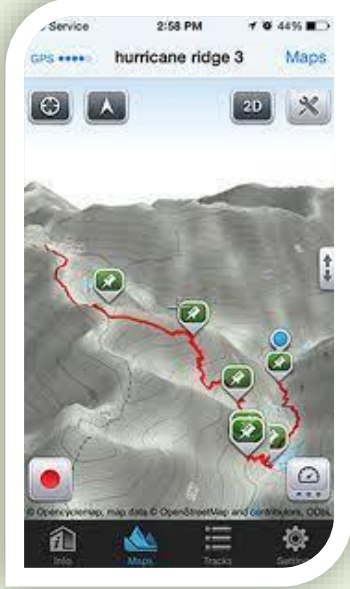 Service 2:58 PM 44%
GPS hurricane ridge 3 Maps
2D
© Opencyclemap, map data © OpenStreetMap and contributors, ODbL
Info Maps Tracks Settings